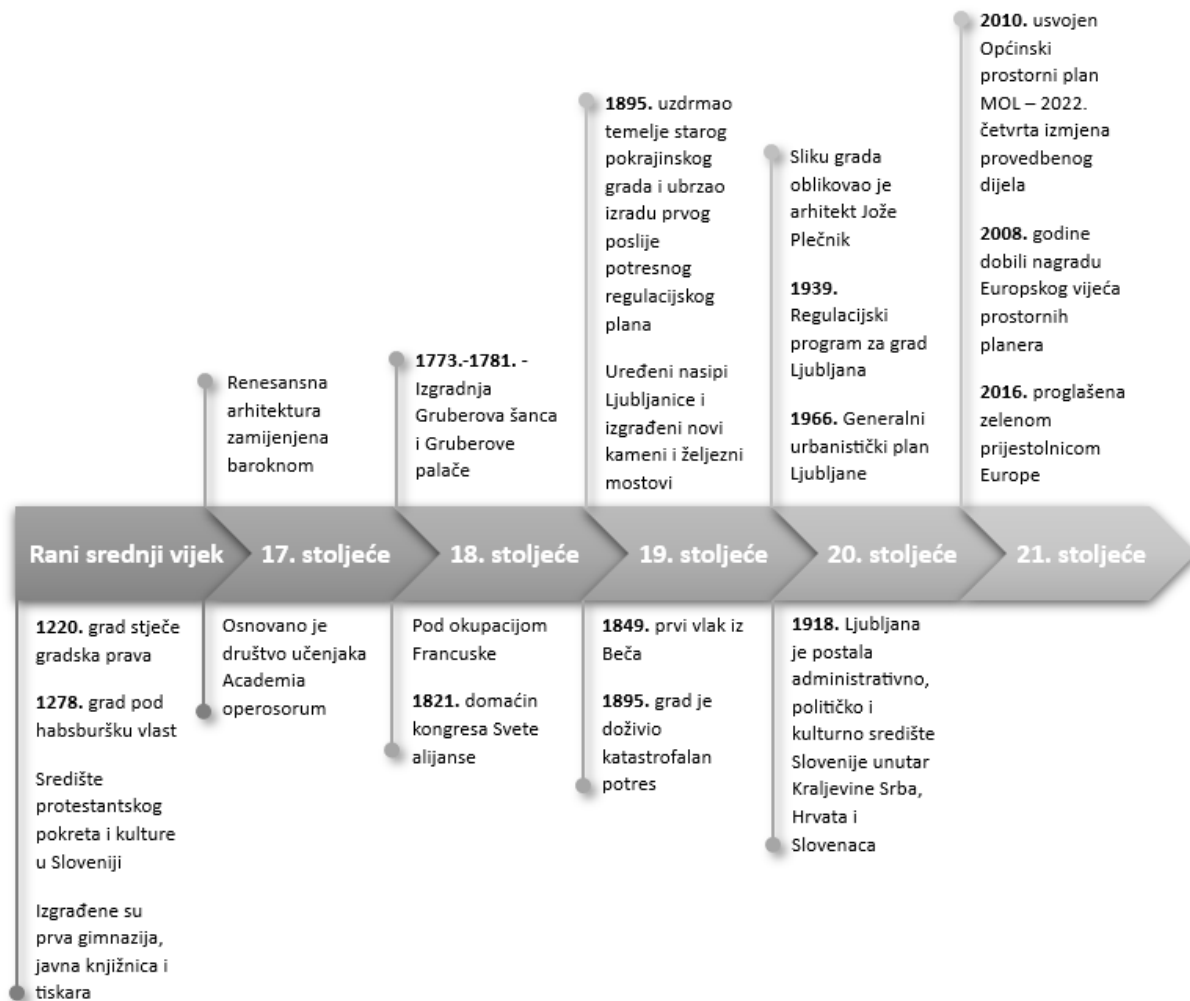 2010. usvojen
Općinski
prostorni plan
MOL – 2022.
četvrta izmjena
provedbenog
dijela
2008. godine
dobili nagradu
Europskog vijeća
prostornih
planera
2016. proglašena
zelenom
prijestolnicom
Europe
1895. uzdrmao
temelje starog
pokrajinskog
grada i ubrzao
izradu prvog
poslije
potresnog
regulacijskog
plana
Uređeni nasipi
Ljubljanice i
izgrađeni novi
kameni i željezni
mostovi
Sliku grada
oblikovao je
arhitekt Jože
Plečnik
1939.
Regulacijski
program za grad
Ljubljana
1966. Generalni
urbanistički plan
Ljubljane
1773.-1781. -
Izgradnja
Gruberova šanca
i Gruberove
palače
Renesansna
arhitektura
zamijenjena
baroknom
Rani srednji vijek
17. stoljeće
18. stoljeće
19. stoljeće
20. stoljeće
21. stoljeće
1220. grad stječe
gradska prava
1278. grad pod
habsburšku vlast
Središte
protestantskog
pokreta i kulture
u Sloveniji
Izgrađene su
prva gimnazija,
javna knjižnica i
tiskara
Osnovano je
društvo učenjaka
Academia
operosorum
Pod okupacijom
Francuske
1821. domaćin
kongresa Svete
alijanse
1849. prvi vlak iz
Beča
1895. grad je
doživio
katastrofalan
potres
1918. Ljubljana
je postala
administrativno,
političko i
kulturno središte
Slovenije unutar
Kraljevine Srba,
Hrvata i
Slovenaca